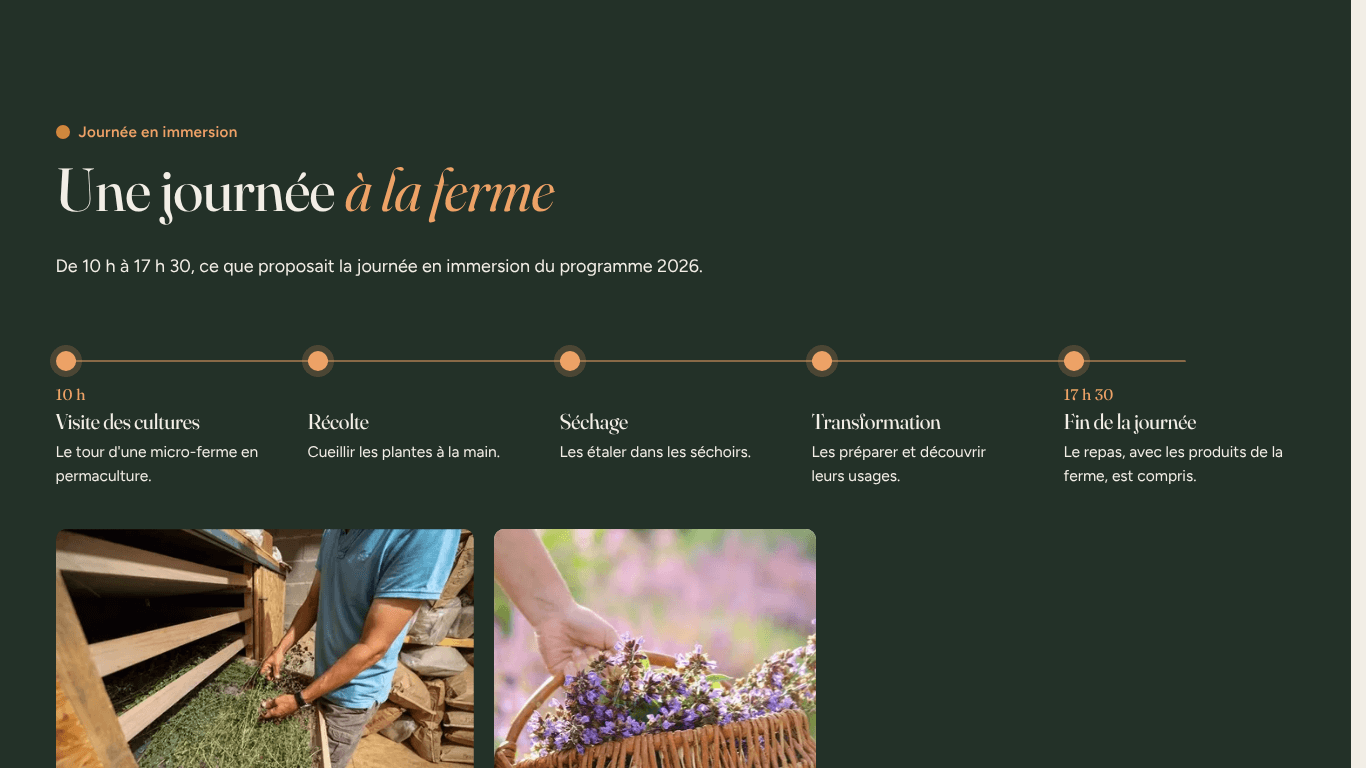 Journée en immersion
Une journée à la ferme
De 10 h à 17 h 30, ce que proposait la journée en immersion du programme 2026.
10 h
Visite des cultures
Le tour d'une micro-ferme en
permaculture.
Récolte
Cueillir les plantes à la main.
Séchage
Les étaler dans les séchoirs.
Transformation
Les préparer et découvrir
leurs usages.
17 h 30
Fin de la journée
Le repas, avec les produits de la
ferme, est compris.